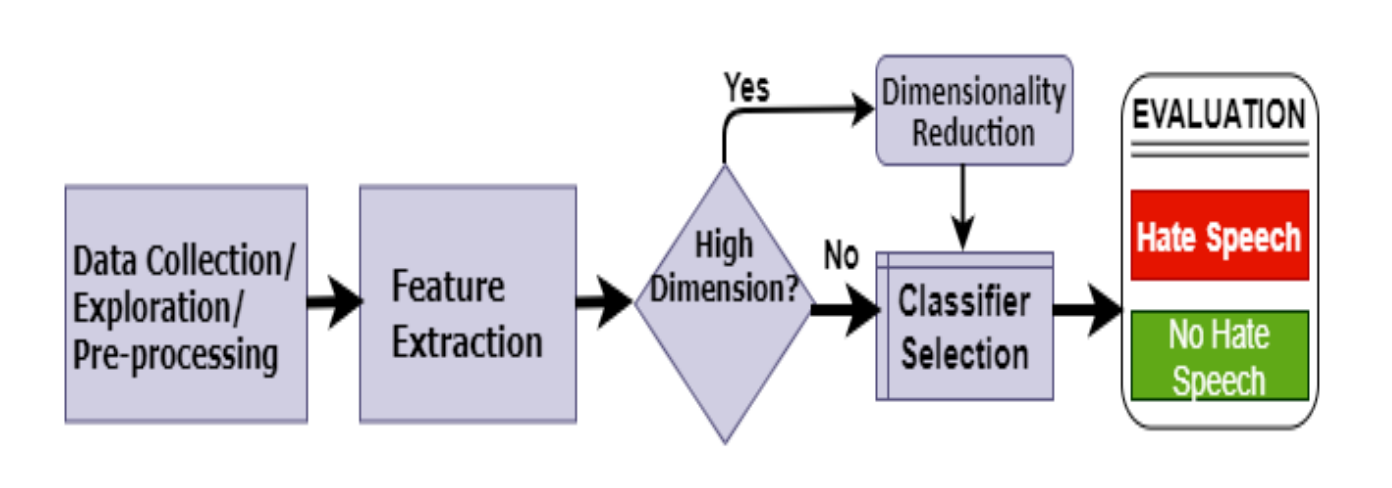 Data Collection/
Exploration/
Pre-processing
Feature
Extraction
High
Dimension?
Yes
No
Dimensionality
Reduction
Classifier
Selection
EVALUATION
Hate Speech
No Hate
Speech